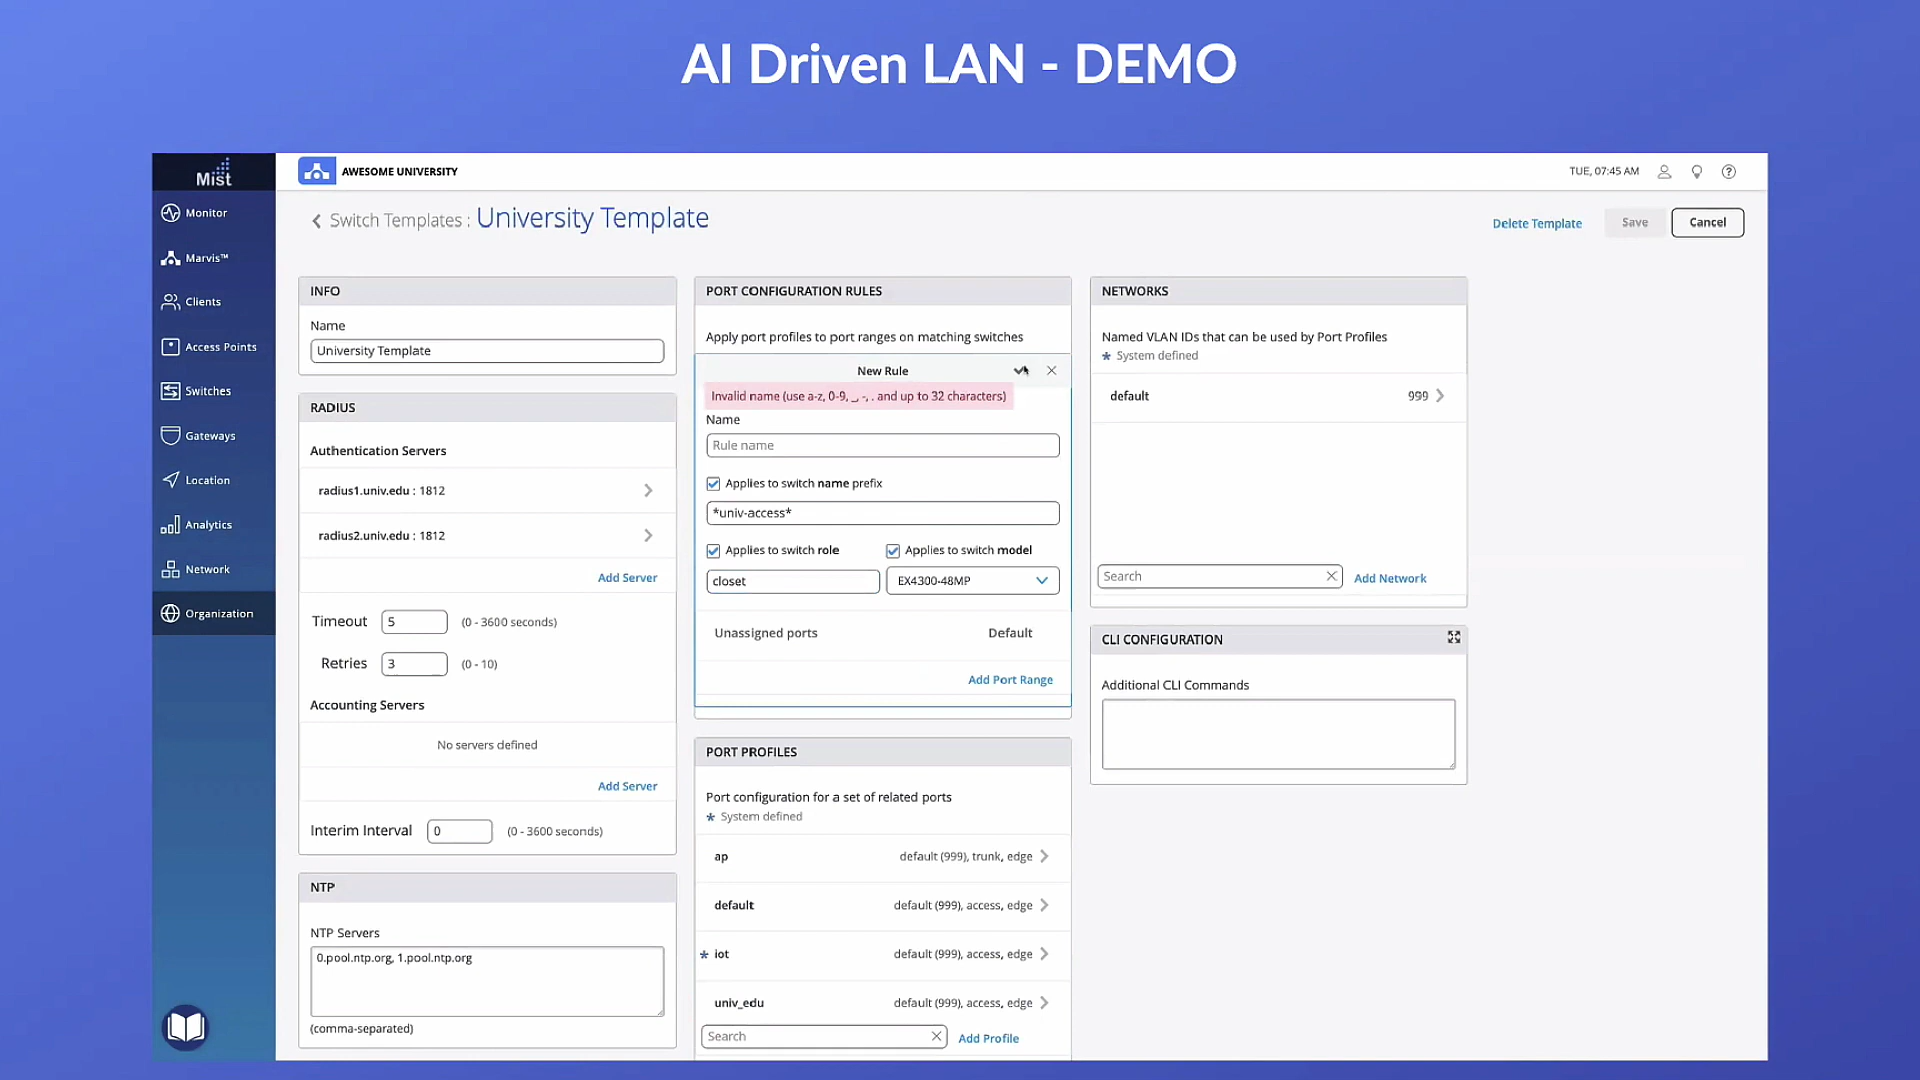 AI Driven LAN - DEMO
Mist
AWESOME UNIVERSITY
TUE, 07:45 AM
Monitor
Marvis™
Clients
Access Points
Switches
Gateways
Location
Analytics
Network
Organization
Switch Templates : University Template
Delete Template
Save
Cancel
INFO
Name
University Template
RADIUS
Authentication Servers
radius1.univ.edu : 1812
radius2.univ.edu : 1812
Add Server
Timeout 5 (0 - 3600 seconds)
Retries 3 (0 - 10)
Accounting Servers
No servers defined
Add Server
Interim Interval 0 (0 - 3600 seconds)
NTP
NTP Servers
0.pool.ntp.org, 1.pool.ntp.org
(comma-separated)
PORT CONFIGURATION RULES
Apply port profiles to port ranges on matching switches
New Rule
Invalid name (use a-z, 0-9, _, -, . and up to 32 characters)
Name
Rule name
Applies to switch name prefix
*univ-access*
Applies to switch role Applies to switch model
closet EX4300-48MP
Unassigned ports Default
Add Port Range
PORT PROFILES
Port configuration for a set of related ports
* System defined
ap default (999), trunk, edge
default default (999), access, edge
* iot default (999), access, edge
univ_edu default (999), access, edge
Search Add Profile
NETWORKS
Named VLAN IDs that can be used by Port Profiles
* System defined
default 999
Search Add Network
CLI CONFIGURATION
Additional CLI Commands